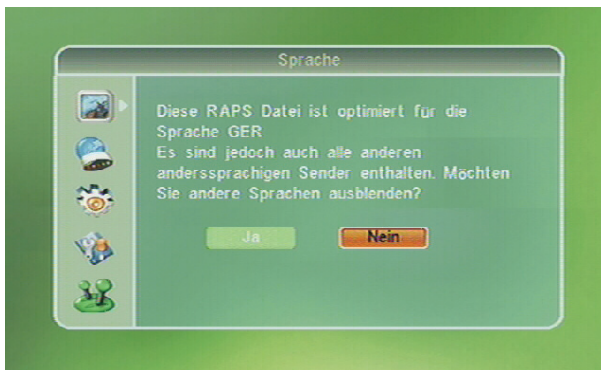 Sprache
Diese RAPS Datei ist optimiert für die
Sprache GER
Es sind jedoch auch alle anderen
anderssprachigen Sender enthalten. Möchten
Sie andere Sprachen ausblenden?
Ja Nein